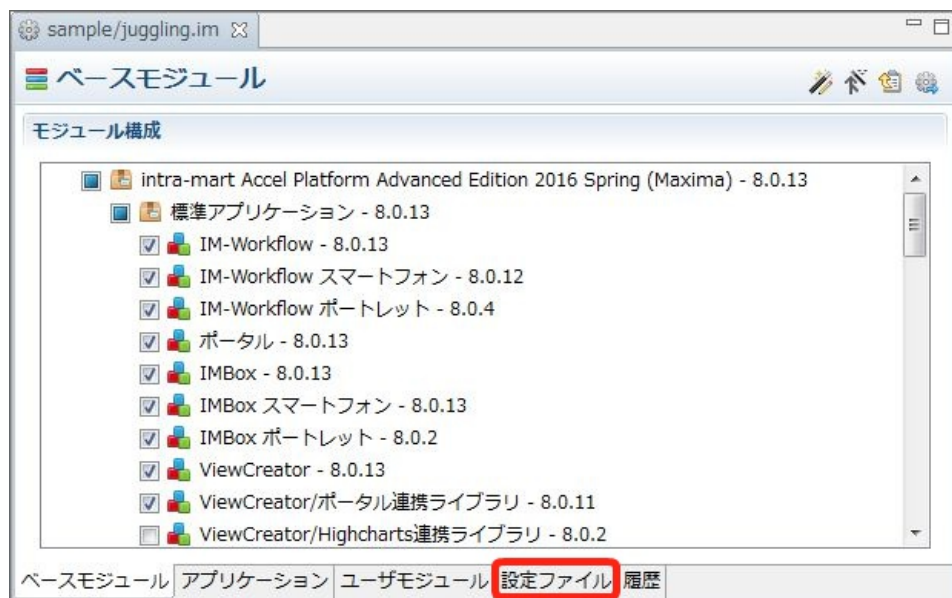 sample/juggling.im
ベースモジュール
モジュール構成
intra-mart Accel Platform Advanced Edition 2016 Spring (Maxima) - 8.0.13
標準アプリケーション - 8.0.13
IM-Workflow - 8.0.13
IM-Workflow スマートフォン - 8.0.12
IM-Workflow ポートレット - 8.0.4
ポータル - 8.0.13
IMBox - 8.0.13
IMBox スマートフォン - 8.0.13
IMBox ポートレット - 8.0.2
ViewCreator - 8.0.13
ViewCreator/ポータル連携ライブラリ - 8.0.11
ViewCreator/Highcharts連携ライブラリ - 8.0.2
ベースモジュール アプリケーション ユーザモジュール 設定ファイル 履歴